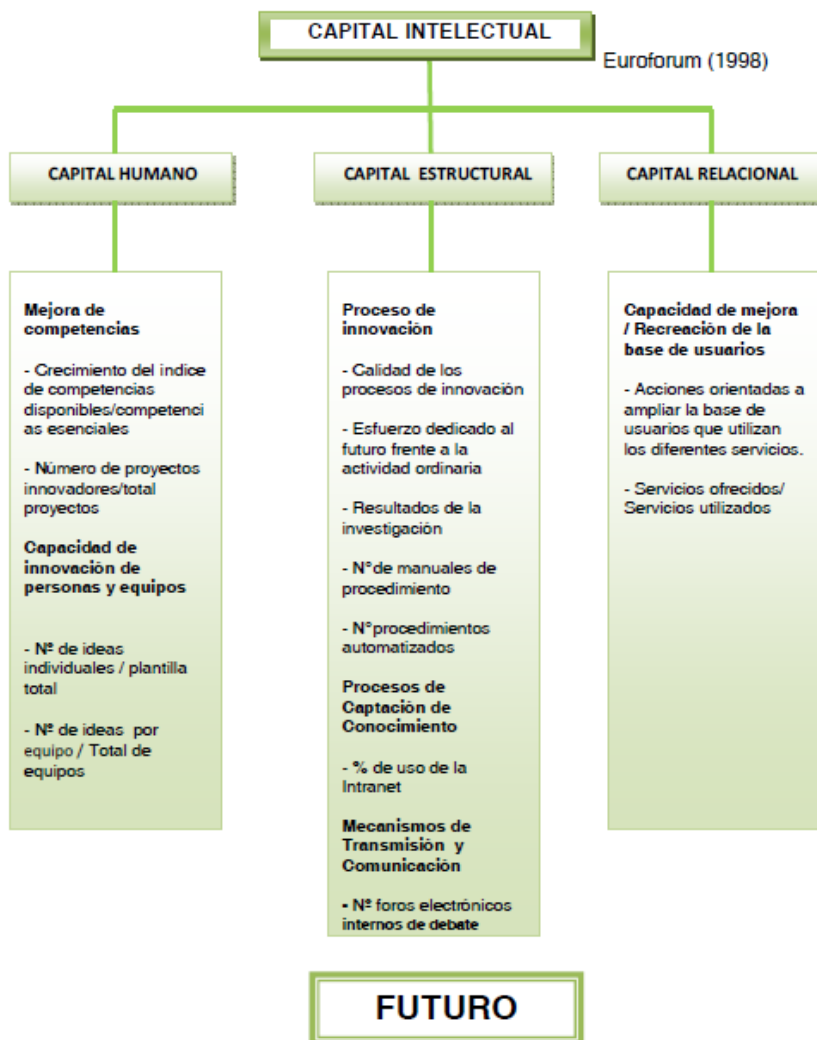 CAPITAL INTELECTUAL
Euroforum (1998)
CAPITAL HUMANO
CAPITAL ESTRUCTURAL
CAPITAL RELACIONAL
Mejora de
competencias
- Crecimiento del indice
de competencias
disponibles/competenci
as esenciales
- Número de proyectos
innovadores/total
proyectos
Capacidad de
innovación de
personas y equipos
- Nº de ideas
individuales / plantilla
total
- Nº de ideas por
equipo / Total de
equipos
Proceso de
innovación
- Calidad de los
procesos de innovación
- Esfuerzo dedicado al
futuro frente a la
actividad ordinaria
- Resultados de la
investigación
- N°de manuales de
procedimiento
- N°procedimientos
automatizados
Procesos de
Captación de
Conocimiento
- % de uso de la
Intranet
Mecanismos de
Transmisión y
Comunicación
- Nº foros electrónicos
internos de debate
Capacidad de mejora
/ Recreación de la
base de usuarios
- Acciones orientadas a
ampliar la base de
usuarios que utilizan
los diferentes servicios.
- Servicios ofrecidos/
Servicios utilizados
FUTURO